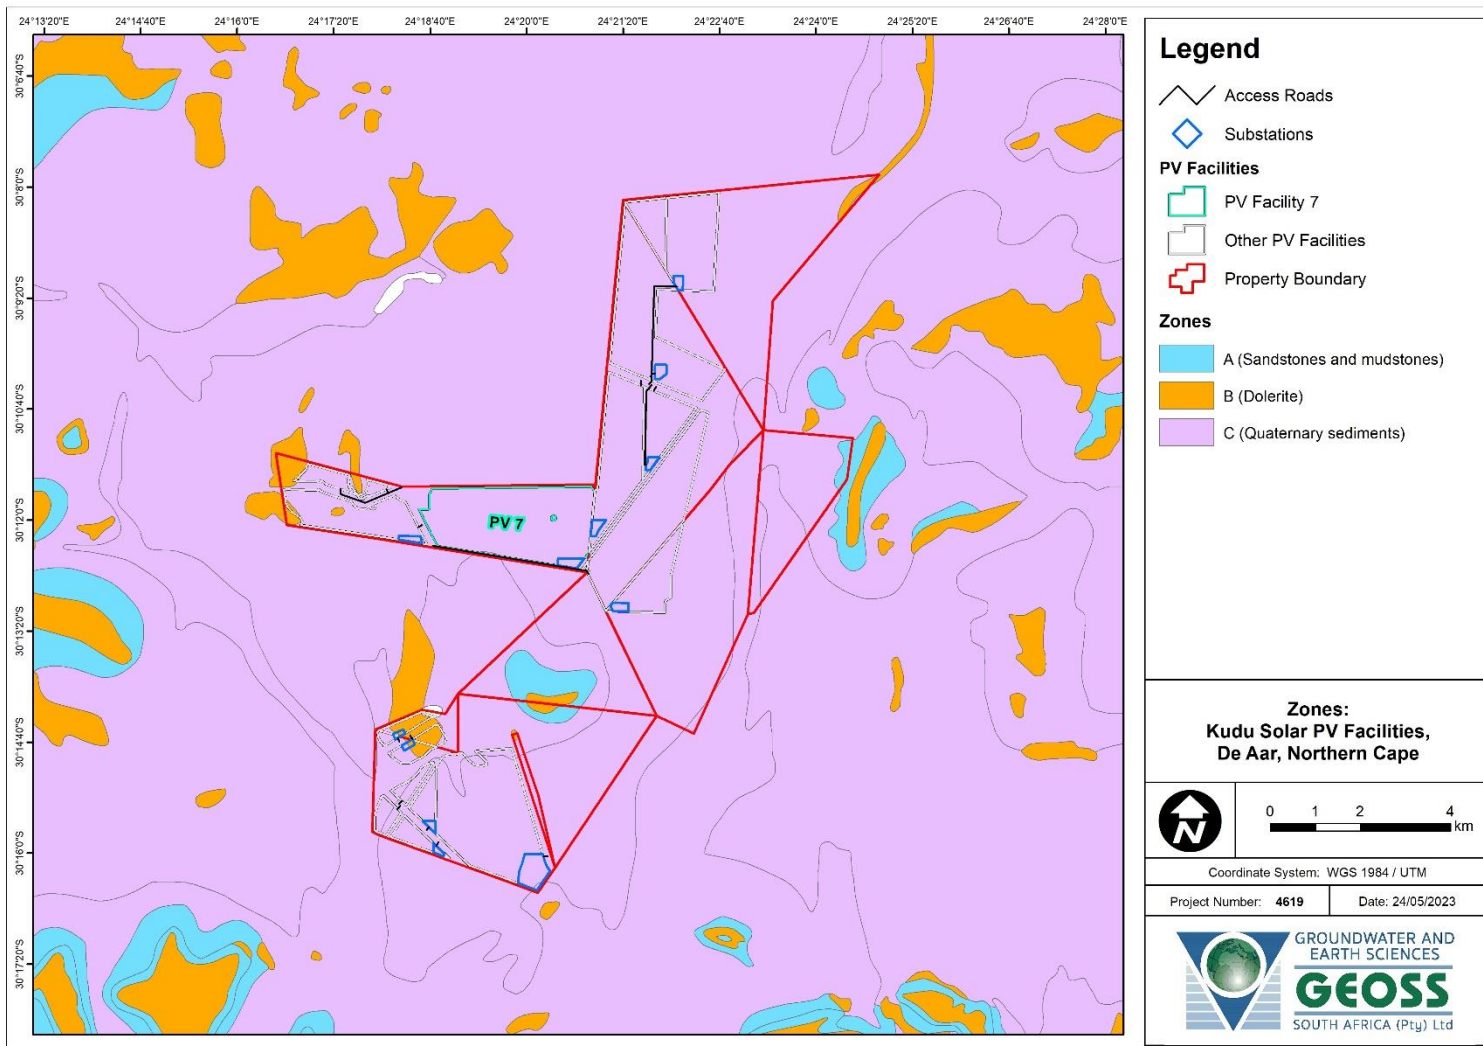 24°13'20"E 24°14'40"E 24°16'0"E 24°17'20"E 24°18'40"E 24°20'0"E 24°21'20"E 24°22'40"E 24°24'0"E 24°25'20"E 24°26'40"E 24°28'0"E
30°6'40"S
30°8'0"S
30°9'20"S
30°10'40"S
30°12'0"S
30°13'20"S
30°14'40"S
30°16'0"S
30°17'20"S
PV 7
Legend
Access Roads
Substations
PV Facilities
PV Facility 7
Other PV Facilities
Property Boundary
Zones
A (Sandstones and mudstones)
B (Dolerite)
C (Quaternary sediments)
Zones:
Kudu Solar PV Facilities,
De Aar, Northern Cape
N
0 1 2 4
km
Coordinate System: WGS 1984 / UTM
Project Number: 4619 Date: 24/05/2023
GROUNDWATER AND
EARTH SCIENCES
GEOSS
SOUTH AFRICA (Pty) Ltd